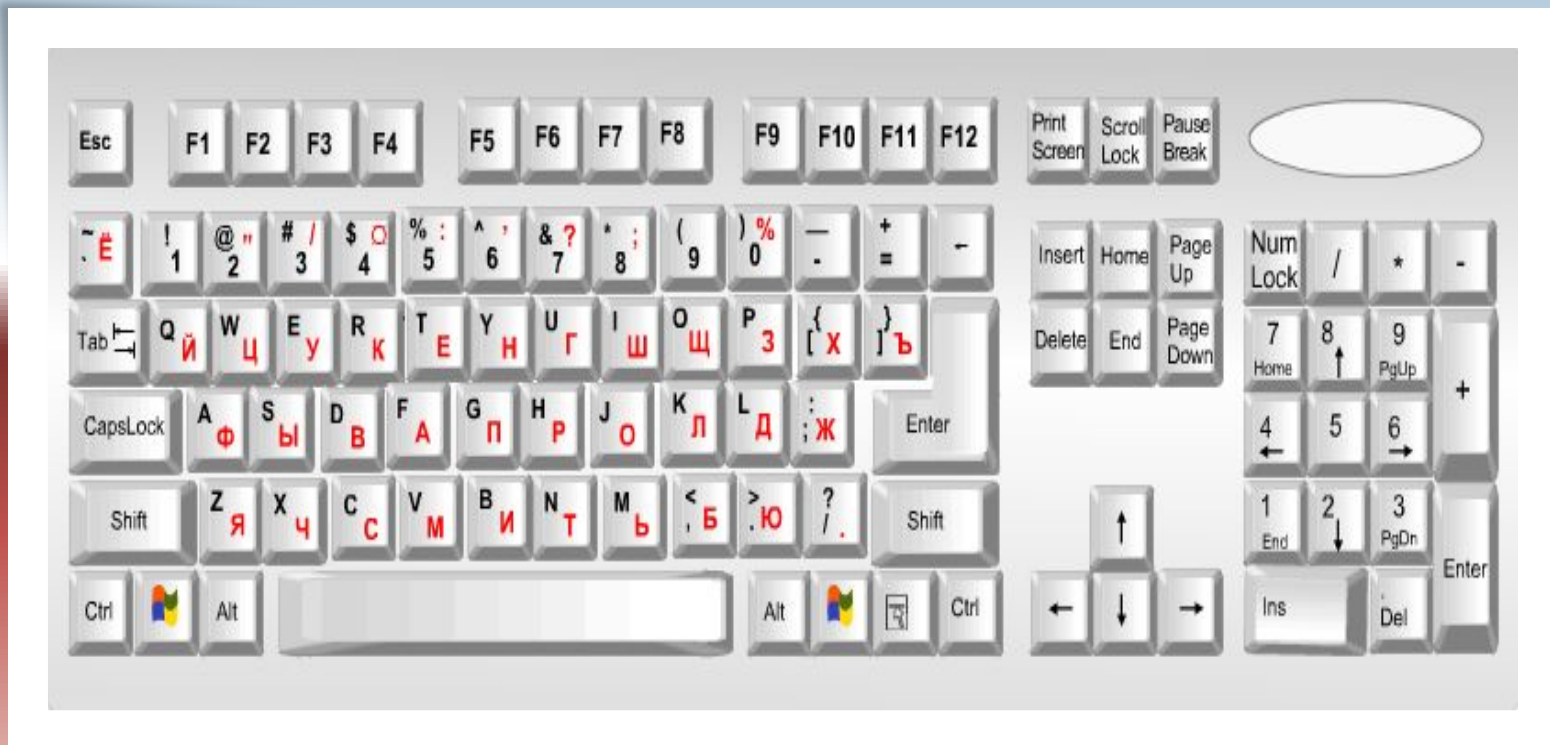 Esc F1 F2 F3 F4 F5 F6 F7 F8 F9 F10 F11 F12 Print Screen Scroll Lock Pause Break
~ . Ё ! 1 @ " 2 # / 3 $ ¤ 4 % : 5 ^ , 6 & ? 7 * ; 8 ( 9 ) % 0 — - + = ← Insert Home Page Up Num Lock / * -
Tab Q Й W Ц E У R К T Е Y Н U Г I Ш O Щ P З { [ Х } ] Ъ Delete End Page Down 7 Home 8 ↑ 9 PgUp +
CapsLock A Ф S Ы D В F А G П H Р J О K Л L Д : ; Ж Enter 4 ← 5 6 →
Shift Z Я X Ч C С V М B И N Т M Ь < , Б > . Ю ? / . Shift ↑ 1 End 2 ↓ 3 PgDn Enter
Ctrl Alt Alt Ctrl ← ↓ → Ins . Del